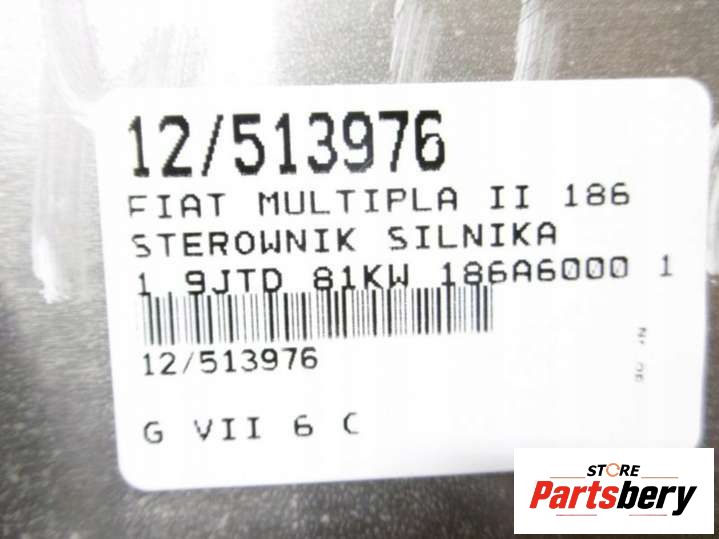 12/513976
FIAT MULTIPLA II 186
STEROWNIK SILNIKA
1.9JTD 81KW 186A6000 1
12/513976
G VII 6 C
STORE
Partsbery